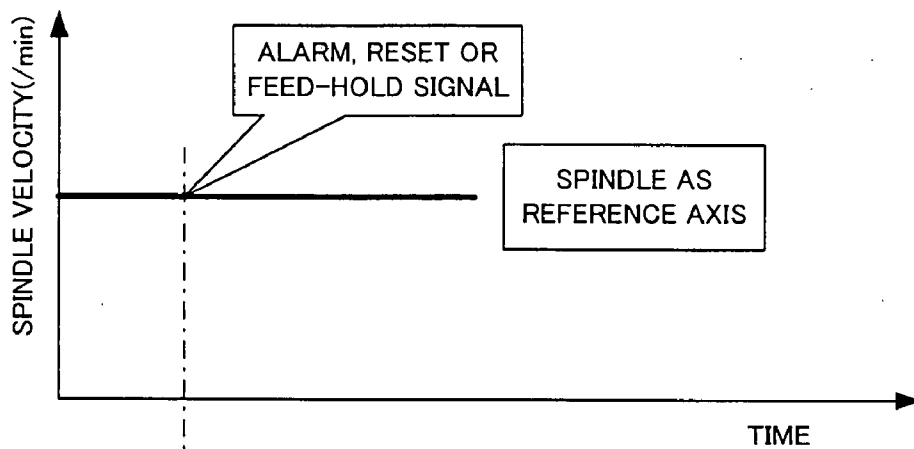 SPINDLE VELOCITY(/min)
ALARM, RESET OR
FEED-HOLD SIGNAL
SPINDLE AS
REFERENCE AXIS
TIME